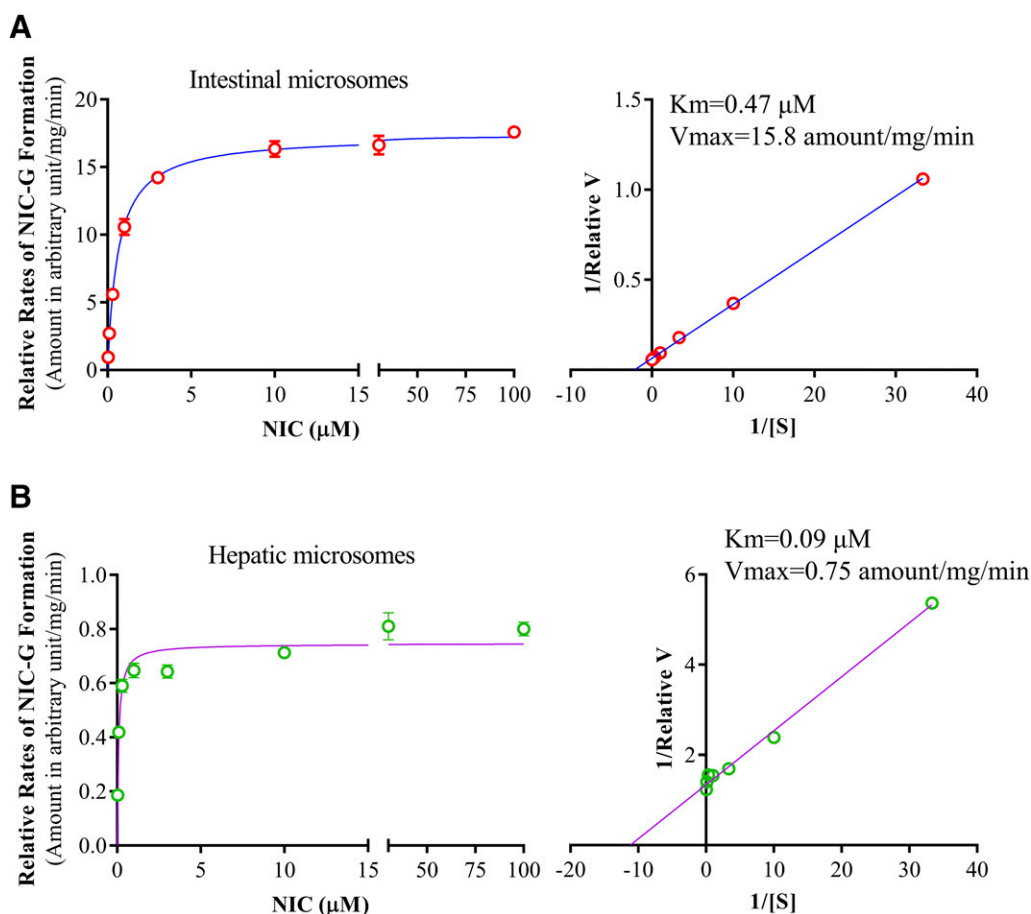 A
Intestinal microsomes
Relative Rates of NIC-G Formation
(Amount in arbitrary unit/mg/min)
20
15
10
5
0
0 5 10 15 50 75 100
NIC (μM)
Km=0.47 μM
Vmax=15.8 amount/mg/min
1/Relative V
1.5
1.0
0.5
-10 0 10 20 30 40
1/[S]
B
Hepatic microsomes
Relative Rates of NIC-G Formation
(Amount in arbitrary unit/mg/min)
1.0
0.8
0.6
0.4
0.2
0.0
0 5 10 15 50 75 100
NIC (μM)
Km=0.09 μM
Vmax=0.75 amount/mg/min
1/Relative V
6
4
2
-20 -10 0 10 20 30 40
1/[S]